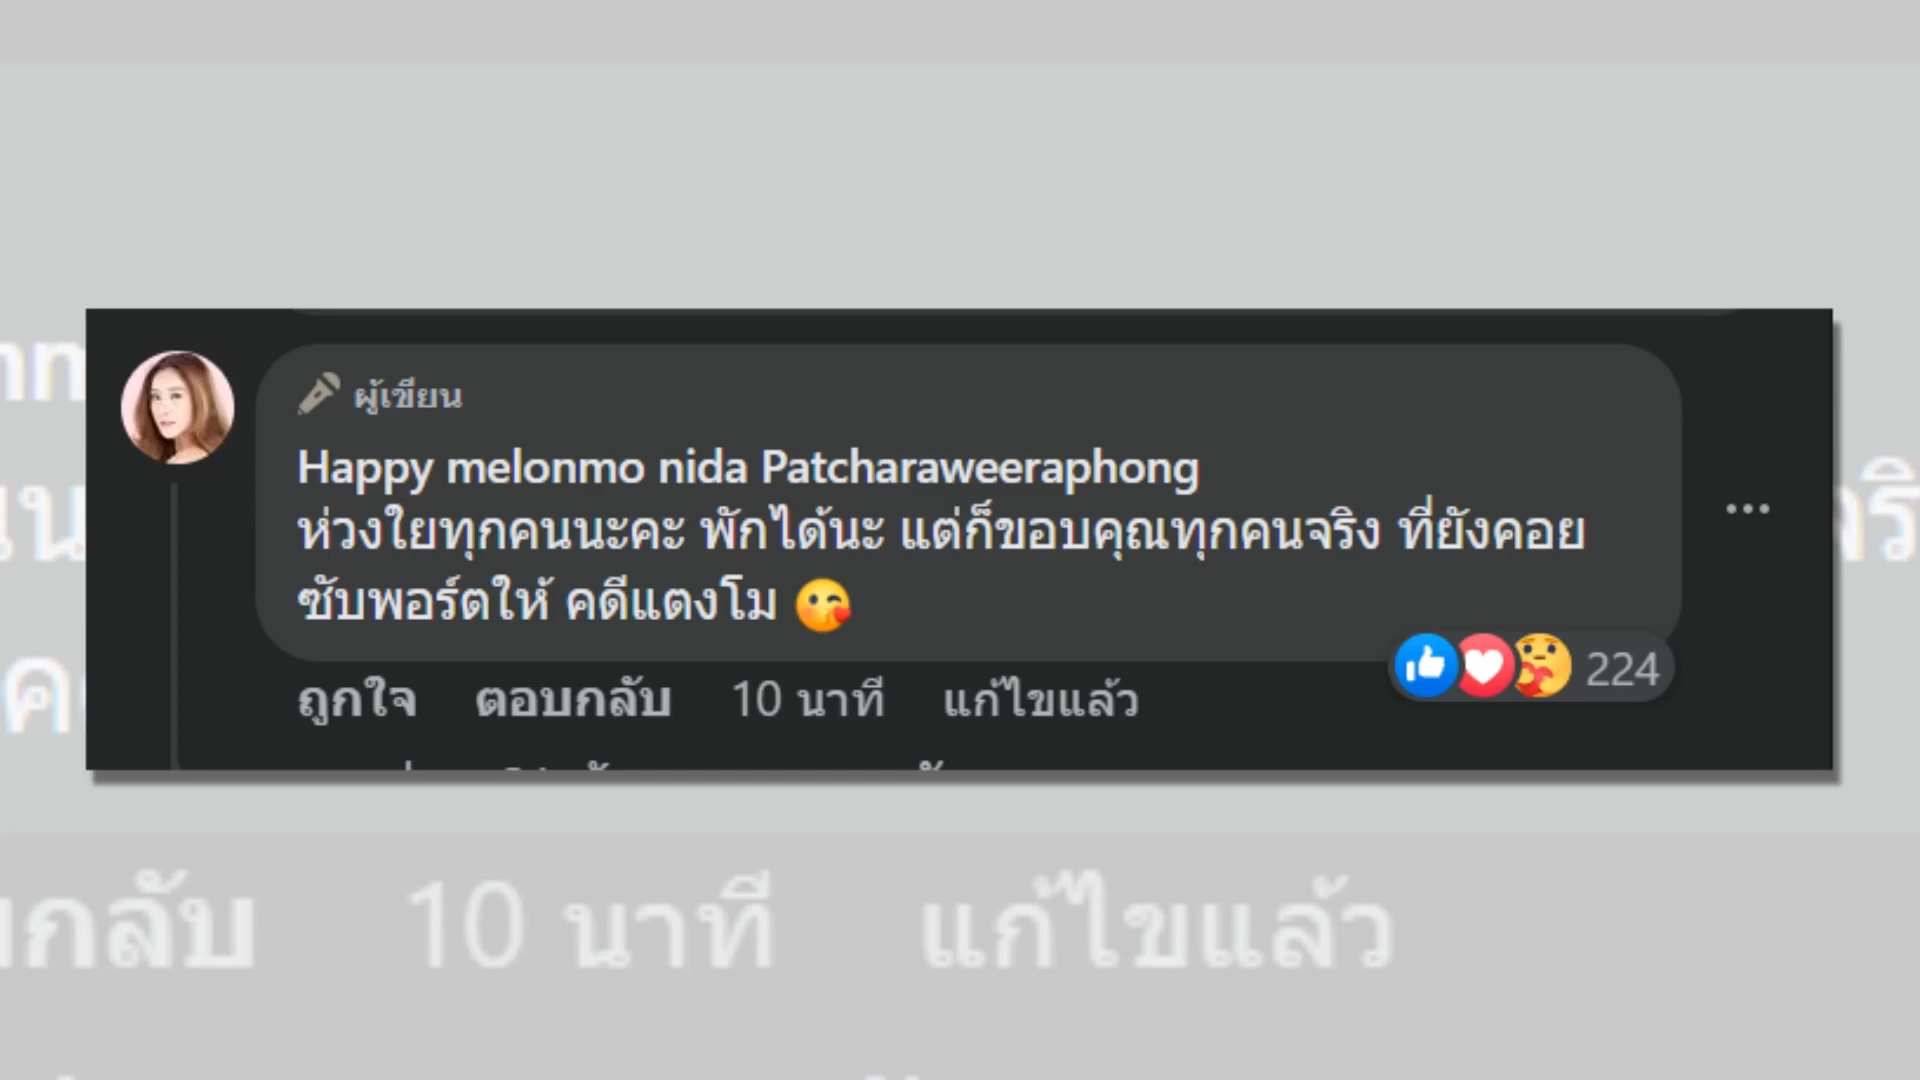 ผู้เขียน
Happy melonmo nida Patcharaweeraphong
ห่วงใยทุกคนนะคะ พักได้นะ แต่ก็ขอบคุณทุกคนจริง ที่ยังคอย
ซับพอร์ตให้ คดีแตงโม 😘
224
ถูกใจ ตอบกลับ 10 นาที แก้ไขแล้ว
กลับ 10 นาที แก้ไขแล้ว